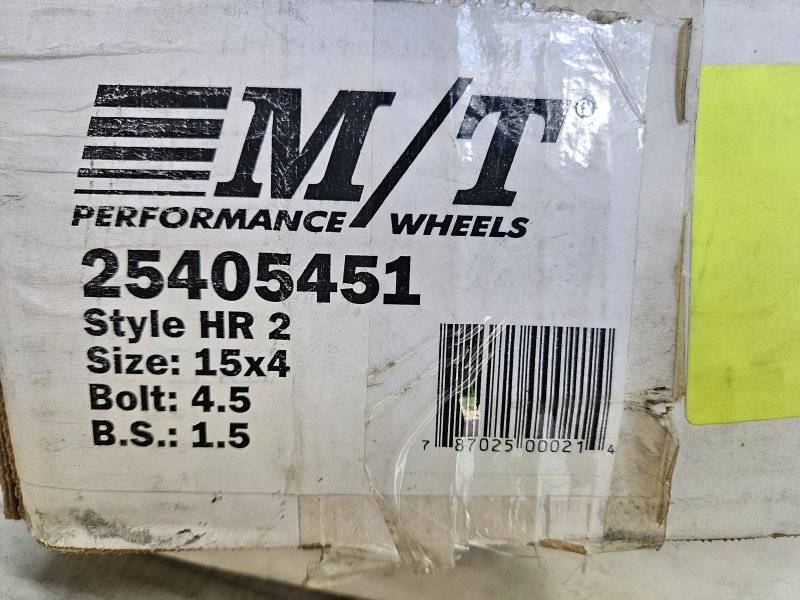 M/T®
PERFORMANCE WHEELS
25405451
Style HR 2
Size: 15x4
Bolt: 4.5
B.S.: 1.5
7 87025 00021 4